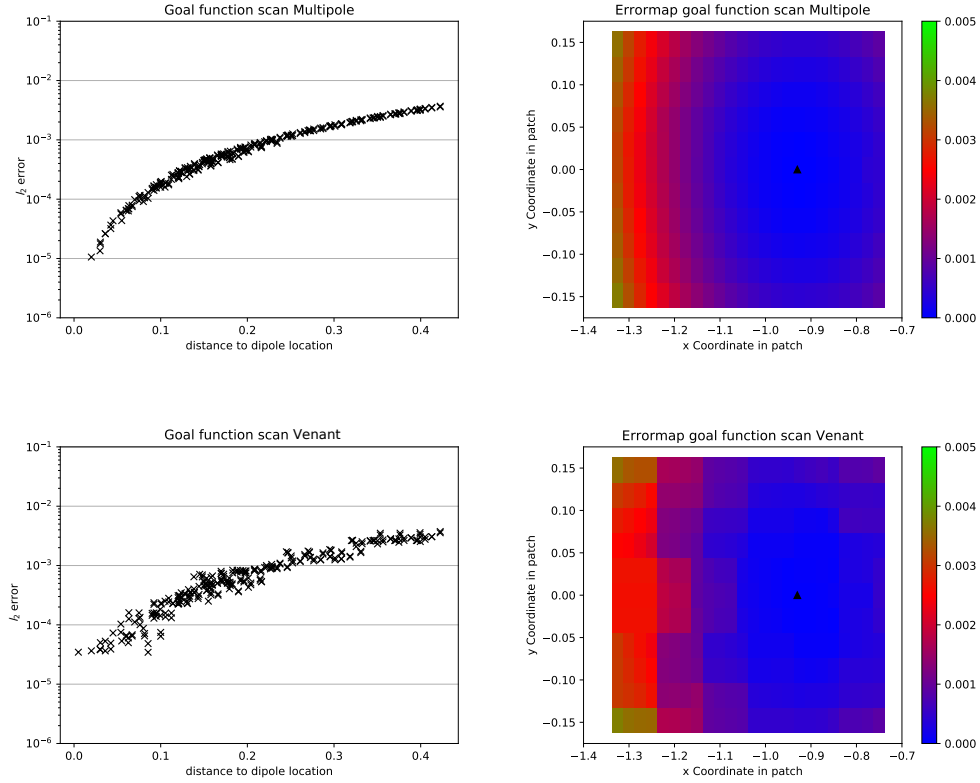 Goal function scan Multipole
10⁻¹
10⁻²
10⁻³
10⁻⁴
10⁻⁵
10⁻⁶
l₂ error
0.0 0.1 0.2 0.3 0.4
distance to dipole location
Errormap goal function scan Multipole
0.15
0.10
0.05
0.00
−0.05
−0.10
−0.15
y Coordinate in patch
−1.4 −1.3 −1.2 −1.1 −1.0 −0.9 −0.8 −0.7
x Coordinate in patch
0.005
0.004
0.003
0.002
0.001
0.000
Goal function scan Venant
10⁻¹
10⁻²
10⁻³
10⁻⁴
10⁻⁵
10⁻⁶
l₂ error
0.0 0.1 0.2 0.3 0.4
distance to dipole location
Errormap goal function scan Venant
0.15
0.10
0.05
0.00
−0.05
−0.10
−0.15
y Coordinate in patch
−1.4 −1.3 −1.2 −1.1 −1.0 −0.9 −0.8 −0.7
x Coordinate in patch
0.005
0.004
0.003
0.002
0.001
0.000